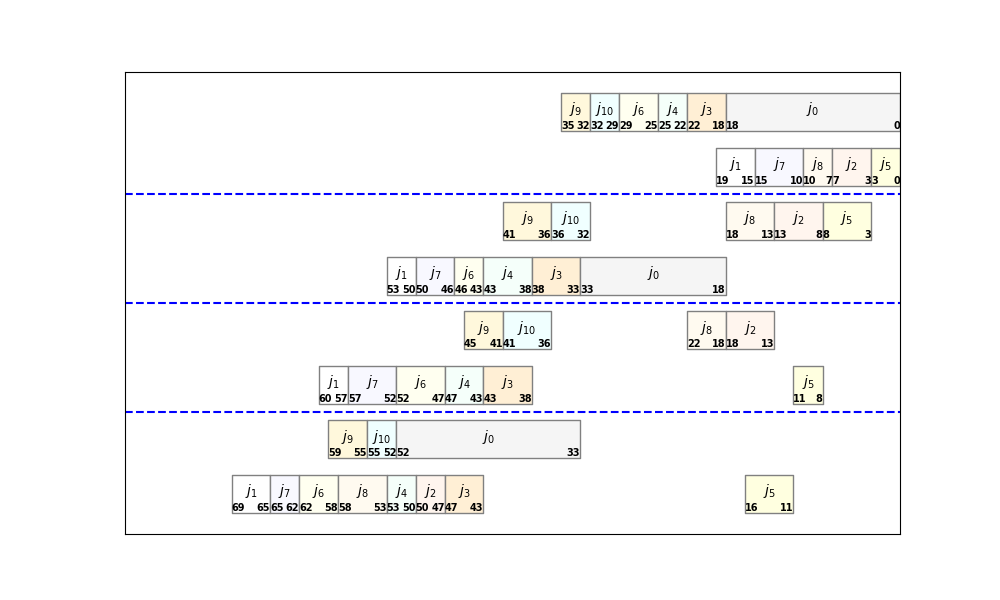 j₉ j₁₀ j₆ j₄ j₃ j₀
35 32 32 29 29 25 25 22 22 18 18 0
j₁ j₇ j₈ j₂ j₅
19 15 15 10 10 7 7 3 3 0
j₉ j₁₀ j₈ j₂ j₅
41 36 36 32 18 13 13 8 8 3
j₁ j₇ j₆ j₄ j₃ j₀
53 50 50 46 46 43 43 38 38 33 33 18
j₉ j₁₀ j₈ j₂
45 41 41 36 22 18 18 13
j₁ j₇ j₆ j₄ j₃ j₅
60 57 57 52 52 47 47 43 43 38 11 8
j₉ j₁₀ j₀
59 55 55 52 52 33
j₁ j₇ j₆ j₈ j₄ j₂ j₃ j₅
69 65 65 62 62 58 58 53 53 50 50 47 47 43 16 11